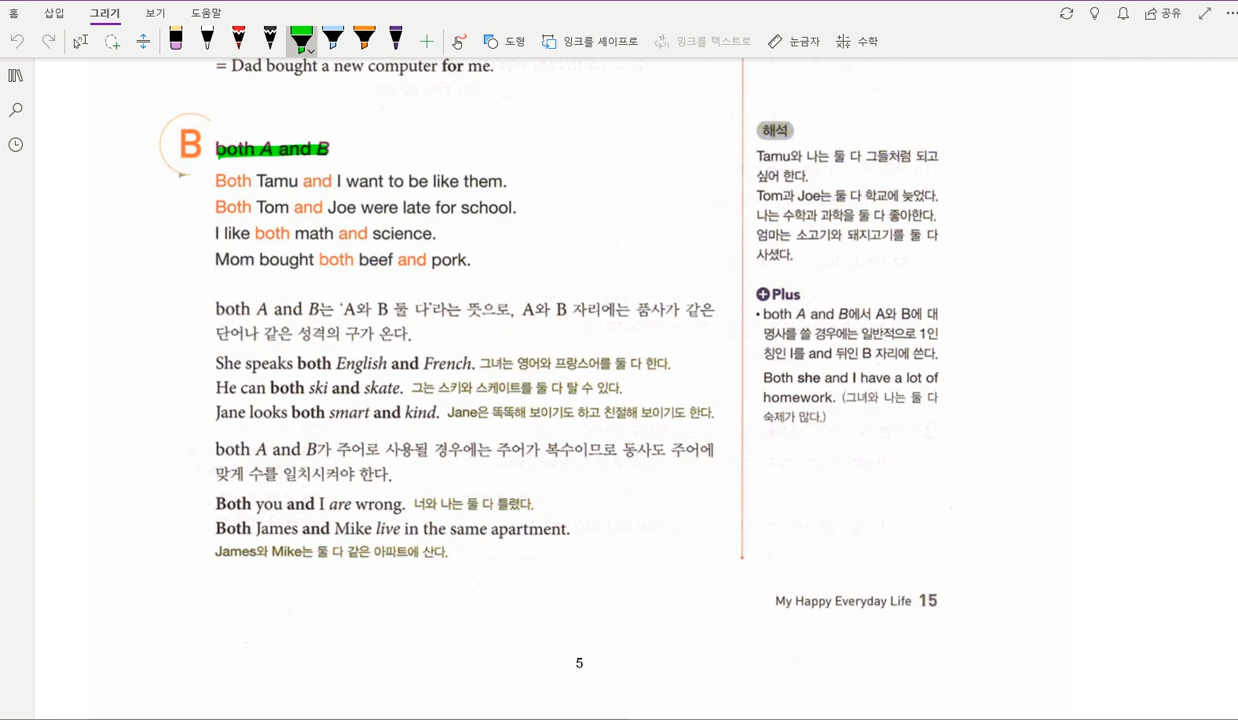 홈 삽입 그리기 보기 도움말 공유
도형 잉크를 셰이프로 잉크를 텍스트로 눈금자 수학
= Dad bought a new computer for me.
B
both A and B
Both Tamu and I want to be like them.
Both Tom and Joe were late for school.
I like both math and science.
Mom bought both beef and pork.
both A and B는 ‘A와 B 둘 다’라는 뜻으로, A와 B 자리에는 품사가 같은
단어나 같은 성격의 구가 온다.
She speaks both English and French. 그녀는 영어와 프랑스어를 둘 다 한다.
He can both ski and skate. 그는 스키와 스케이트를 둘 다 탈 수 있다.
Jane looks both smart and kind. Jane은 똑똑해 보이기도 하고 친절해 보이기도 한다.
both A and B가 주어로 사용될 경우에는 주어가 복수이므로 동사도 주어에
맞게 수를 일치시켜야 한다.
Both you and I are wrong. 너와 나는 둘 다 틀렸다.
Both James and Mike live in the same apartment.
James와 Mike는 둘 다 같은 아파트에 산다.
해석
Tamu와 나는 둘 다 그들처럼 되고
싶어 한다.
Tom과 Joe는 둘 다 학교에 늦었다.
나는 수학과 과학을 둘 다 좋아한다.
엄마는 소고기와 돼지고기를 둘 다
사셨다.
Plus
• both A and B에서 A와 B에 대
명사를 쓸 경우에는 일반적으로 1인
칭인 I를 and 뒤인 B 자리에 쓴다.
Both she and I have a lot of
homework. (그녀와 나는 둘 다
숙제가 많다.)
My Happy Everyday Life 15
5